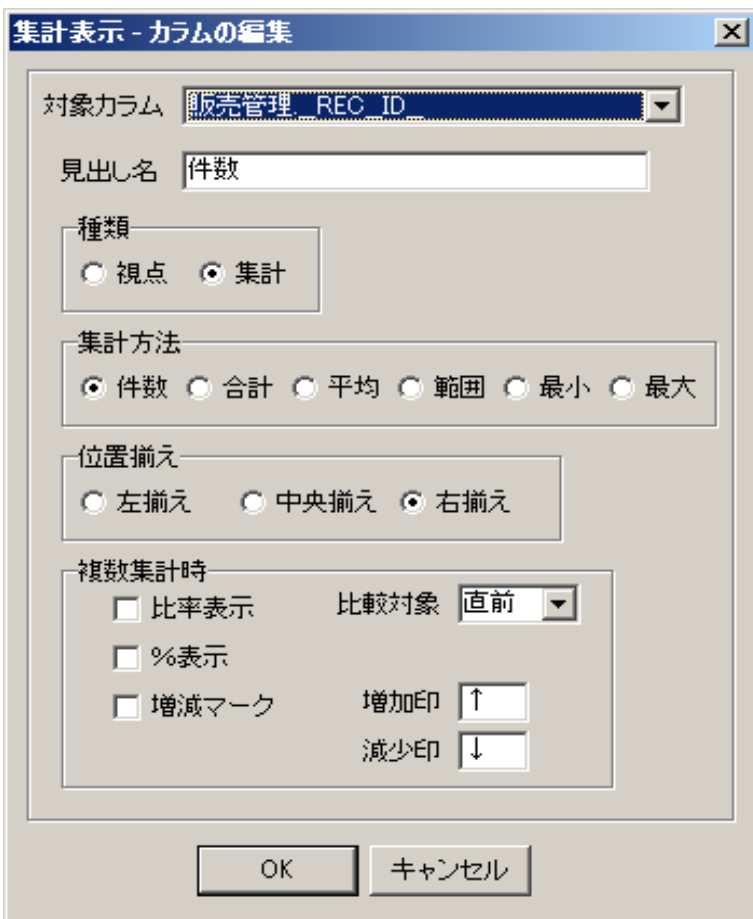 集計表示 - カラムの編集
対象カラム 販売管理._REC_ID_
見出し名 件数
種類
視点 集計
集計方法
件数 合計 平均 範囲 最小 最大
位置揃え
左揃え 中央揃え 右揃え
複数集計時
比率表示 比較対象 直前
%表示
増減マーク 増加印 ↑
減少印 ↓
OK キャンセル